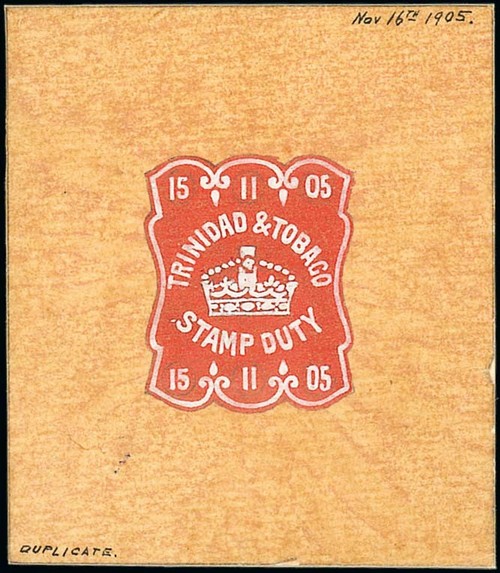 Nov 16TH 1905.
15 11 05
TRINIDAD & TOBAGO
STAMP DUTY
15 11 05
DUPLICATE.